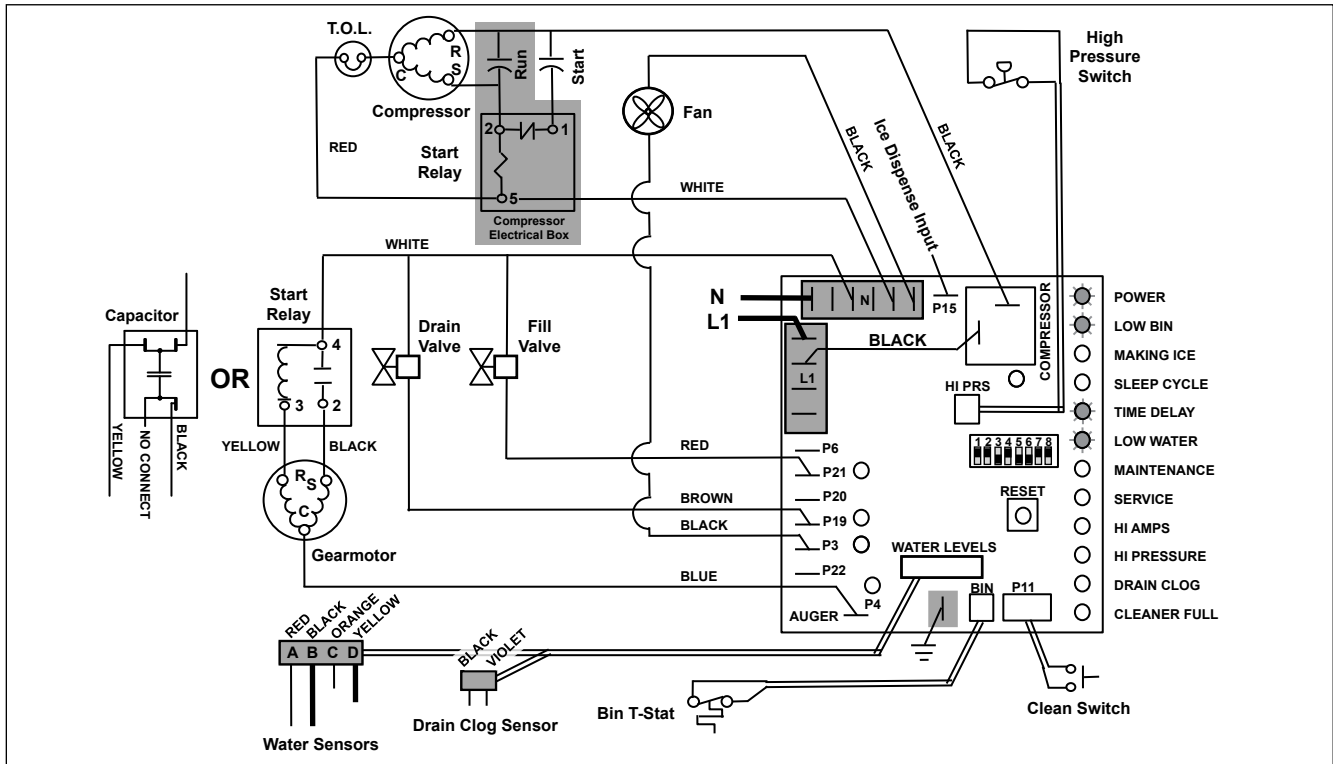 T.O.L.
R
S
C
Compressor
Run
Start
2
1
5
Start
Relay
Compressor
Electrical Box
RED
WHITE
Fan
BLACK
Ice Dispense Input
BLACK
High
Pressure
Switch
WHITE
Capacitor
YELLOW
NO CONNECT
BLACK
OR
Start
Relay
4
3
2
YELLOW
BLACK
R
S
C
Gearmotor
Drain
Valve
Fill
Valve
N
L1
N
P15
COMPRESSOR
BLACK
L1
HI PRS
1 2 3 4 5 6 7 8
RESET
RED
BROWN
BLACK
BLUE
P6
P21
P20
P19
P3
P22
P4
AUGER
WATER LEVELS
BIN
P11
POWER
LOW BIN
MAKING ICE
SLEEP CYCLE
TIME DELAY
LOW WATER
MAINTENANCE
SERVICE
HI AMPS
HI PRESSURE
DRAIN CLOG
CLEANER FULL
RED
BLACK
ORANGE
YELLOW
A B C D
Water Sensors
BLACK
VIOLET
Drain Clog Sensor
Bin T-Stat
Clean Switch